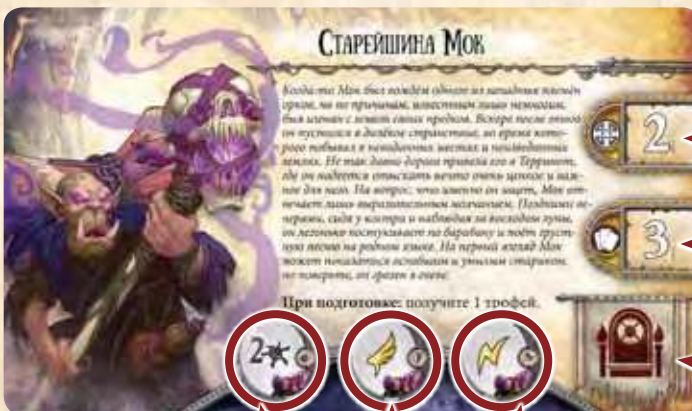 Старейшина Мок
Когда-то Мок был вождём одного из западных племён
орков, но по причинам, известным лишь немногим,
был изгнан с земель своих предков. Вскоре после этого
он пустился в далёкое странствие, во время кото-
рого побывал в невиданных местах и неизведанных
землях. Не так давно дорога привела его в Терринот,
где он надеется отыскать нечто очень ценное и важ-
ное для него. На вопрос, что именно он ищет, Мок от-
вечает лишь выразительным молчанием. Поздними ве-
черами, сидя у костра и наблюдая за восходом луны,
он легонько постукивает по барабану и поёт груст-
ную песню на родном языке. На первый взгляд Мок
может показаться ослабшим и унылым стариком,
но поверьте, он грозен в гневе.
При подготовке: получите 1 трофей.
2
3
2